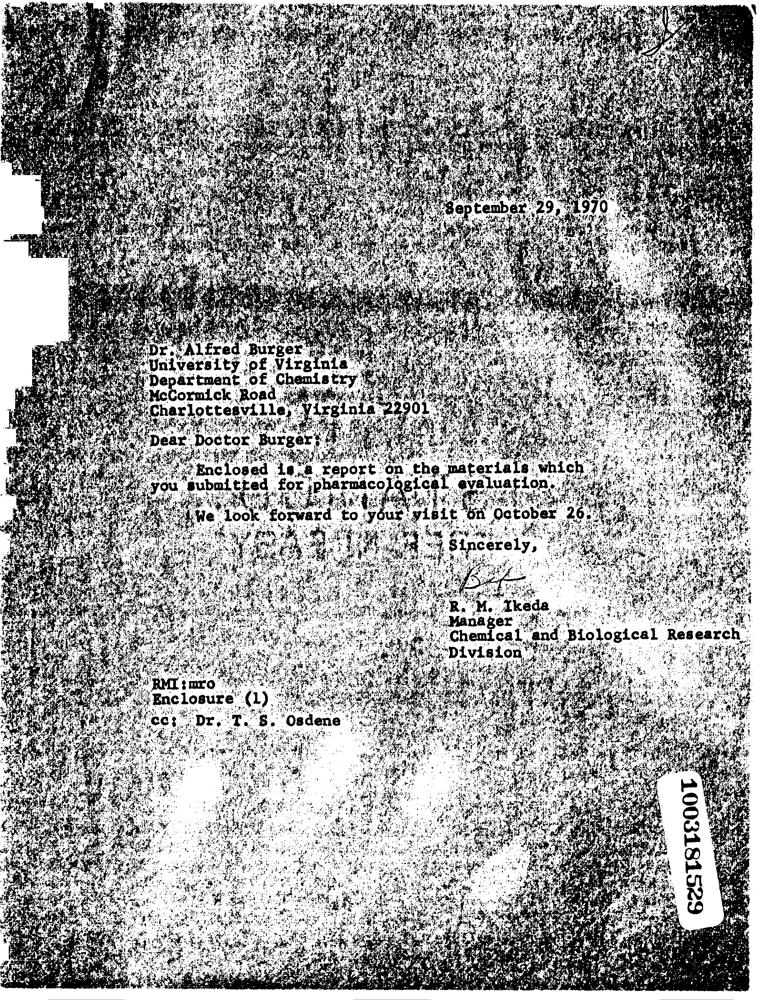 September 29, 1970
Dr. Alfred Burger
University of Virginia
Department of Chemistry
McCormick Road
Charlottesville, Virginia 22901
Dear Doctor Burger:
Enclosed is a report on the materials which
you submitted for pharmacological evaluation.
We look forward to your visit on October 26.
Sincerely,
R. M. Ikeda
Manager
Chemical and Biological Research
Division
RMI:mro
Enclosure (1)
cc: Dr. T. S. Osdene
1003181529